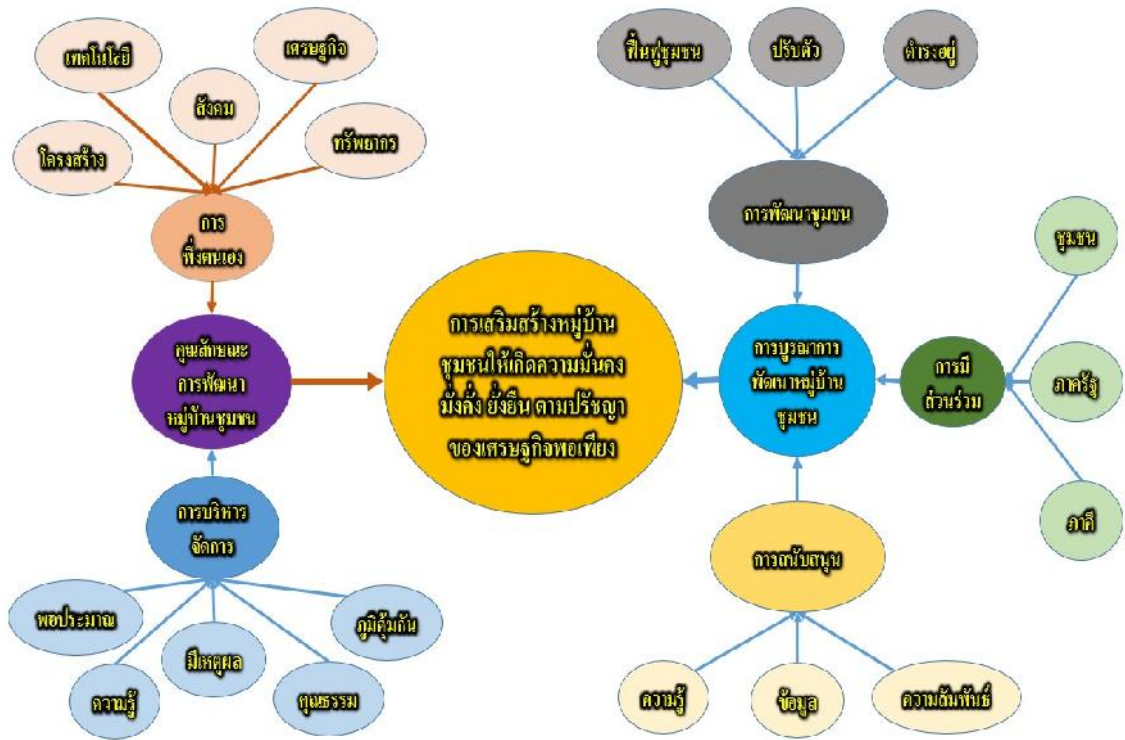 เทคโนโลยี
เศรษฐกิจ
สังคม
โครงสร้าง
ทรัพยากร
การ
พึ่งตนเอง
คุณลักษณะ
การพัฒนา
หมู่บ้านชุมชน
การบริหาร
จัดการ
พอประมาณ
ภูมิคุ้มกัน
มีเหตุผล
ความรู้
คุณธรรม
การเสริมสร้างหมู่บ้าน
ชุมชนให้เกิดความมั่นคง
มั่งคั่ง ยั่งยืน ตามปรัชญา
ของเศรษฐกิจพอเพียง
ฟื้นฟูชุมชน
ปรับตัว
ดำรงอยู่
การพัฒนาชุมชน
การบูรณาการ
พัฒนาหมู่บ้าน
ชุมชน
การมี
ส่วนร่วม
ชุมชน
ภาครัฐ
ภาคี
การสนับสนุน
ความรู้
ข้อมูล
ความสัมพันธ์